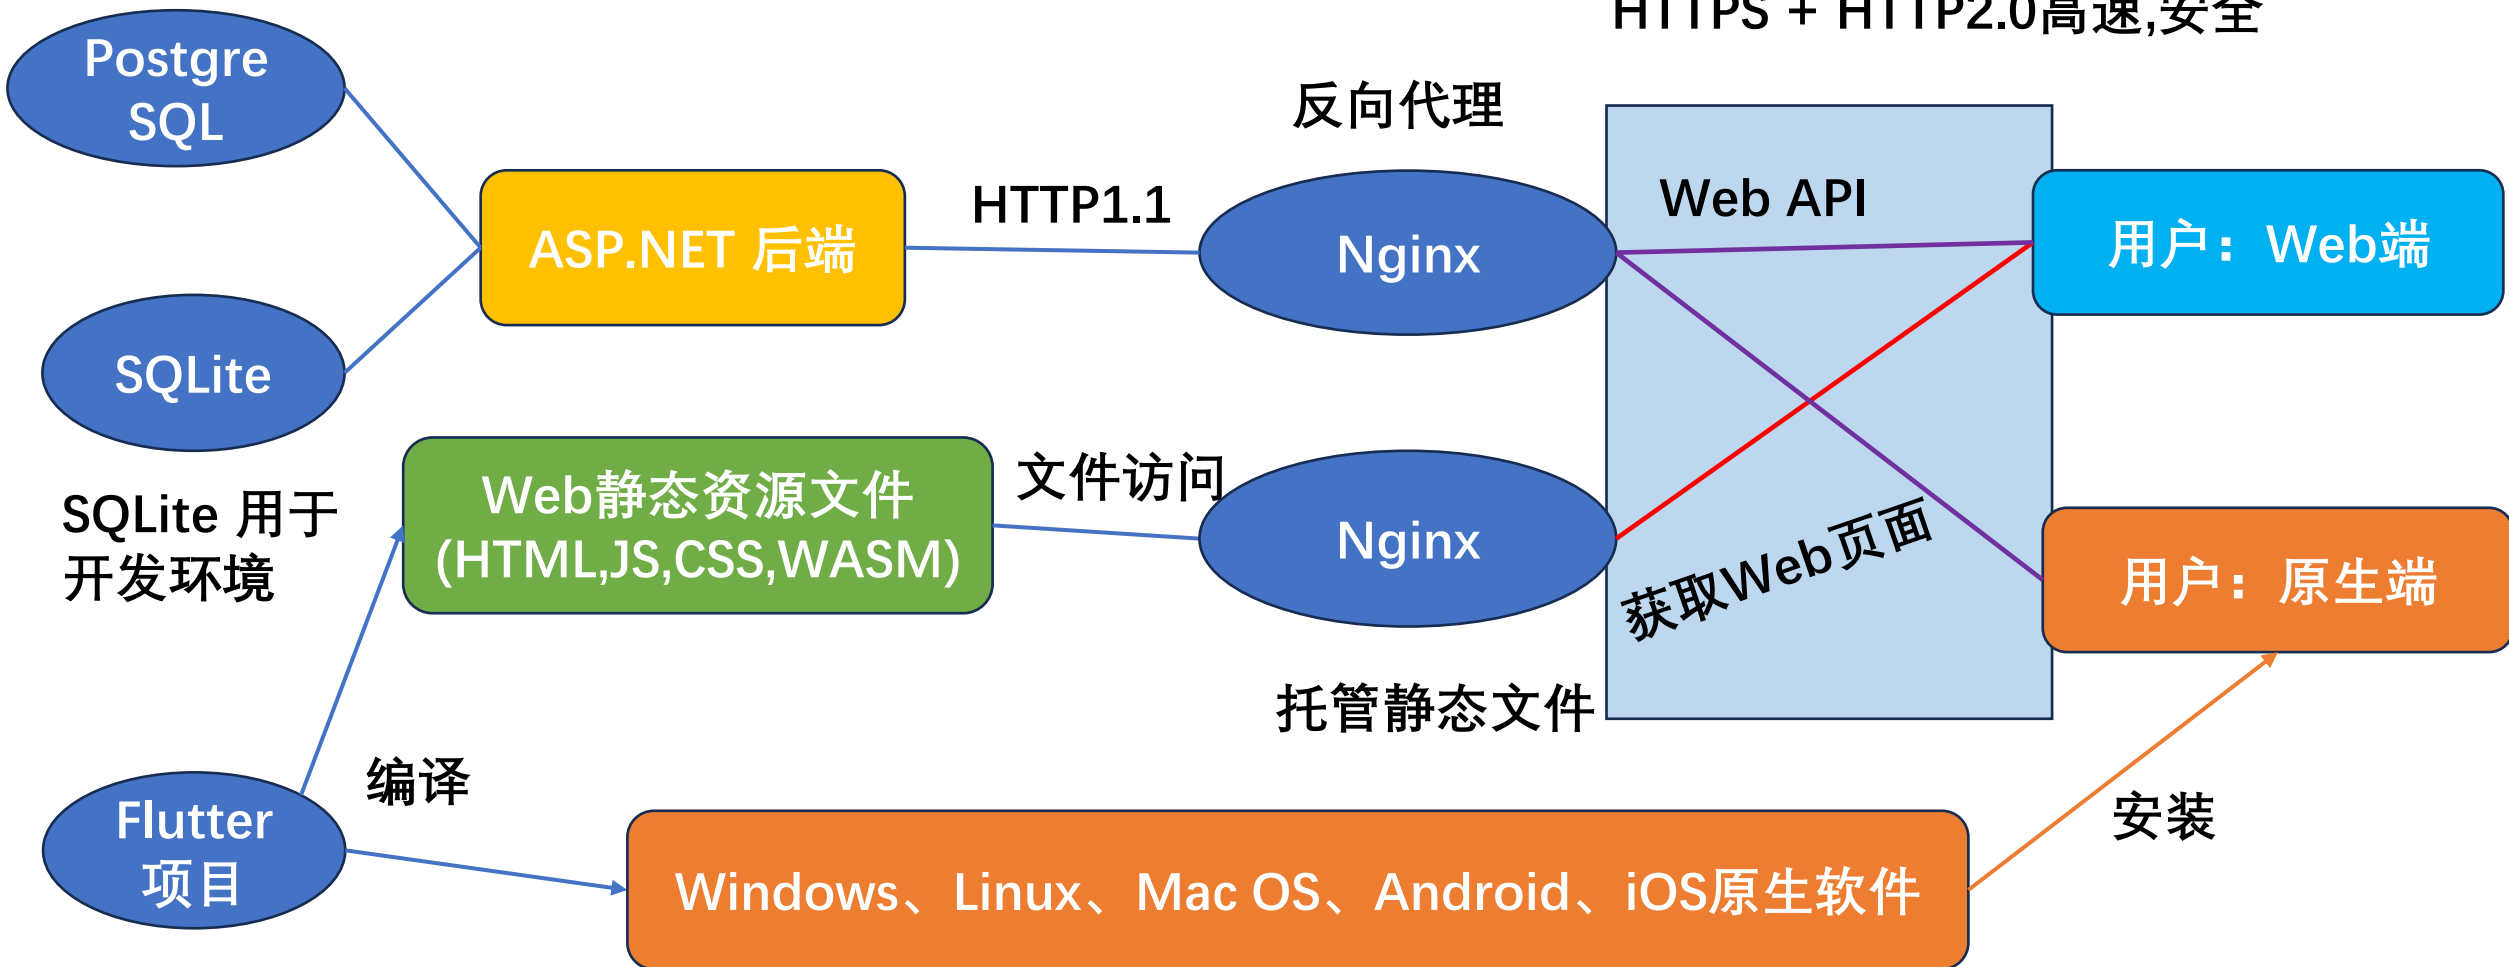 HTTPS + HTTP2.0高速,安全
Postgre
SQL
反向代理
Web API
HTTP1.1
ASP.NET 后端
Nginx
用户：Web端
SQLite
SQLite 用于
开发环境
Web静态资源文件
(HTML,JS,CSS,WASM)
文件访问
Nginx
获取Web页面
用户：原生端
托管静态文件
编译
Flutter
项目
安装
Windows、Linux、Mac OS、Android、iOS原生软件